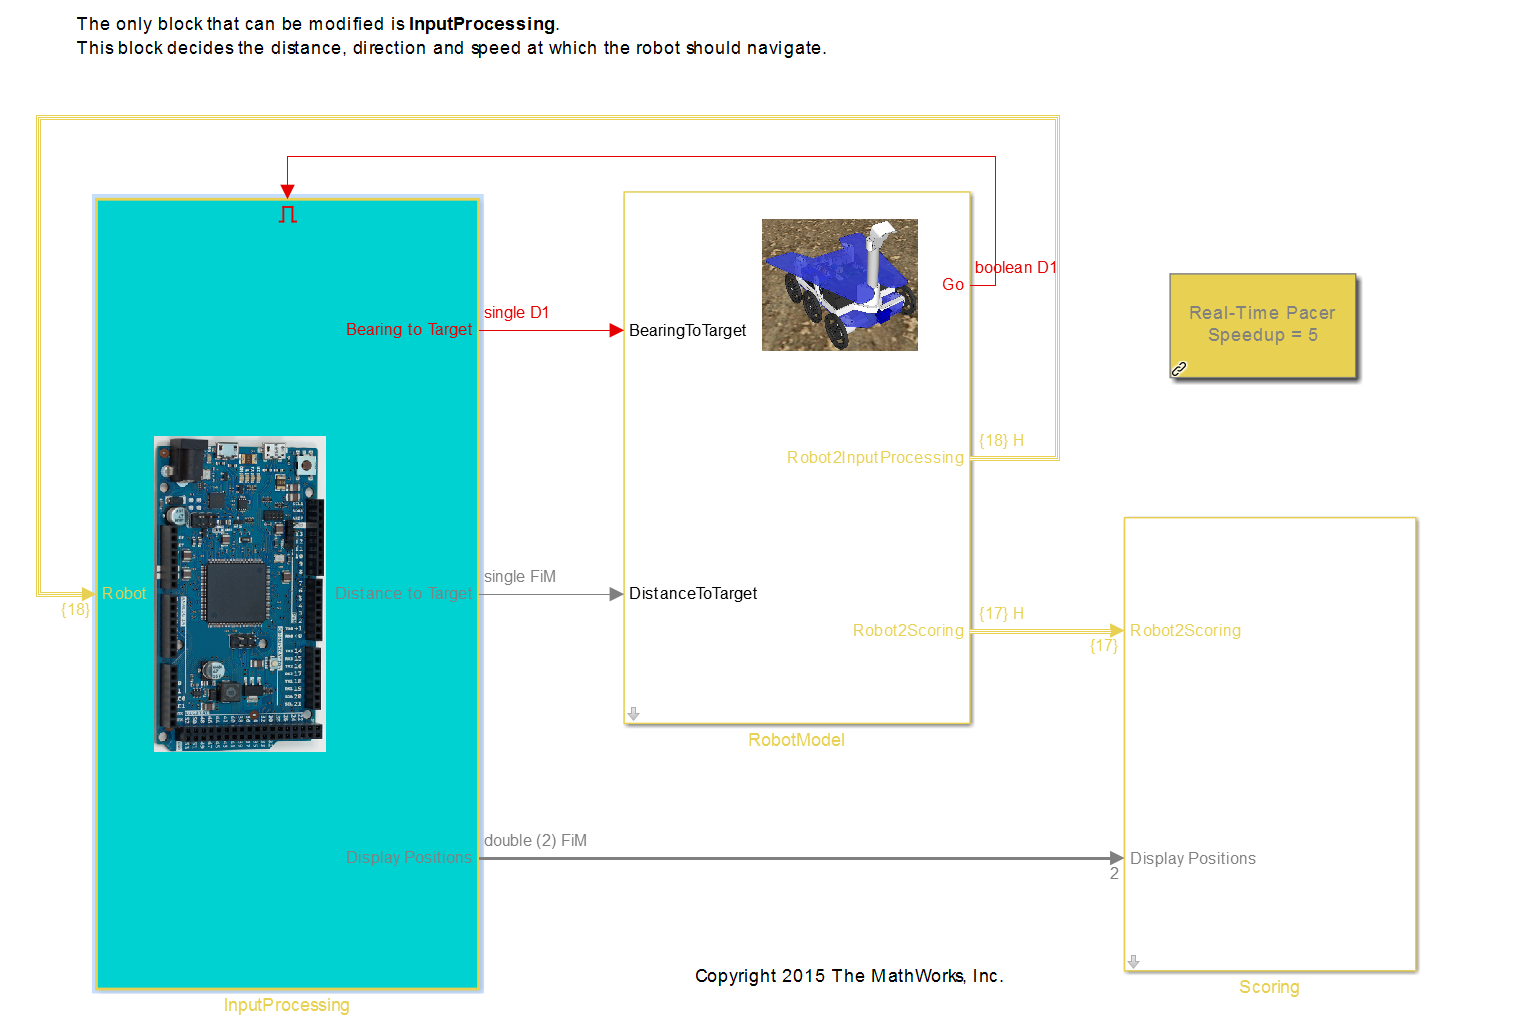 The only block that can be modified is InputProcessing.
This block decides the distance, direction and speed at which the robot should navigate.
boolean D1
Go
single D1
Bearing to Target
BearingToTarget
Real-Time Pacer
Speedup = 5
{18} H
Robot2InputProcessing
single FiM
Robot
Distance to Target
DistanceToTarget
{18}
{17} H
Robot2Scoring
Robot2Scoring
{17}
RobotModel
double (2) FiM
Display Positions
Display Positions
2
Copyright 2015 The MathWorks, Inc.
Scoring
InputProcessing